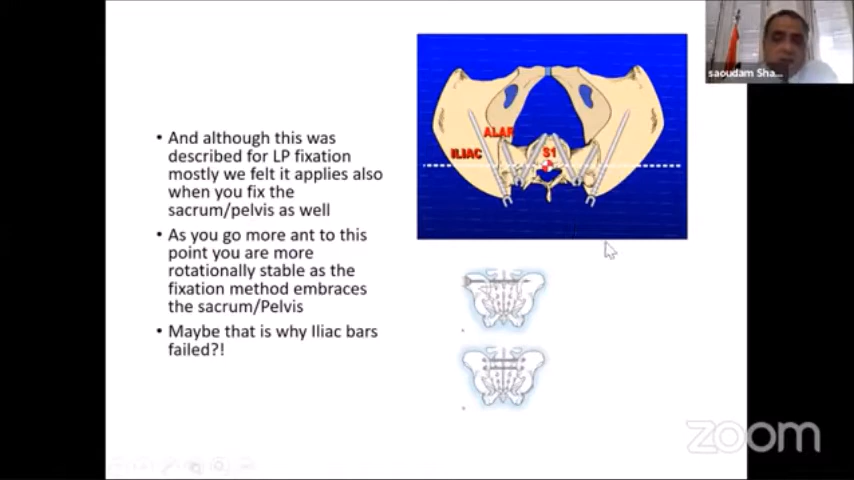 saoudam Sha...
• And although this was
described for LP fixation
mostly we felt it applies also
when you fix the
sacrum/pelvis as well
• As you go more ant to this
point you are more
rotationally stable as the
fixation method embraces
the sacrum/Pelvis
• Maybe that is why Iliac bars
failed?!
ALAR
ILIAC
S1
zoom